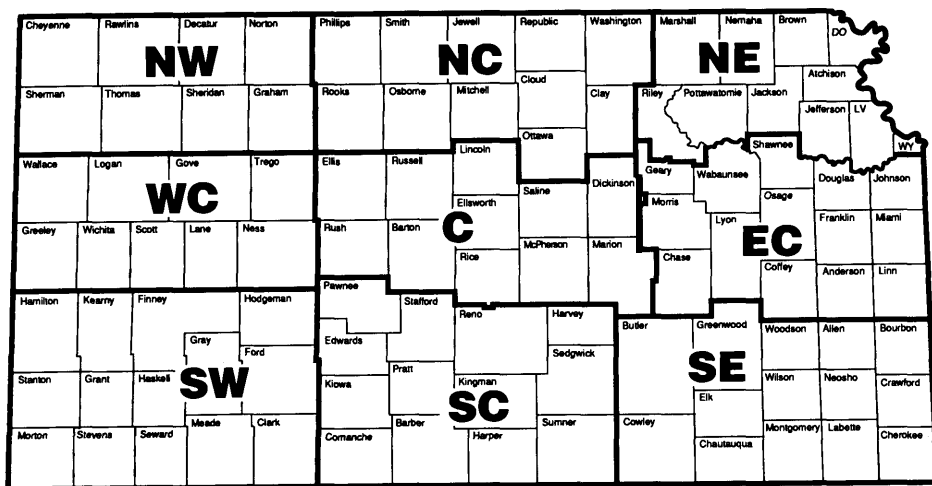 Cheyenne Rawlins Decatur Norton Phillips Smith Jewell Republic Washington Marshall Nemaha Brown DO
NW NC NE
Cloud Atchison
Sherman Thomas Sheridan Graham Rooks Osborne Mitchell Clay Riley Pottawatomie Jackson
Jefferson LV
Ottawa
Lincoln Shawnee WY
Wallace Logan Gove Trego Ellis Russell Geary Wabaunsee Douglas Johnson
WC
Saline Dickinson
Ellsworth Morris Osage
Greeley Wichita Scott Lane Ness Rush Barton C Lyon Franklin Miami
EC
McPherson Marion
Rice Chase Coffey Anderson Linn
Hamilton Kearny Finney Hodgeman Pawnee Stafford
Reno Harvey
Butler Greenwood Woodson Allen Bourbon
Gray Edwards
Ford Sedgwick
Pratt
Stanton Grant Haskell SW Kiowa Kingman SC SE Wilson Neosho Crawford
Elk
Meade Clark Barber Sumner Cowley
Morton Stevens Seward Comanche Harper Chautauqua Montgomery Labette Cherokee